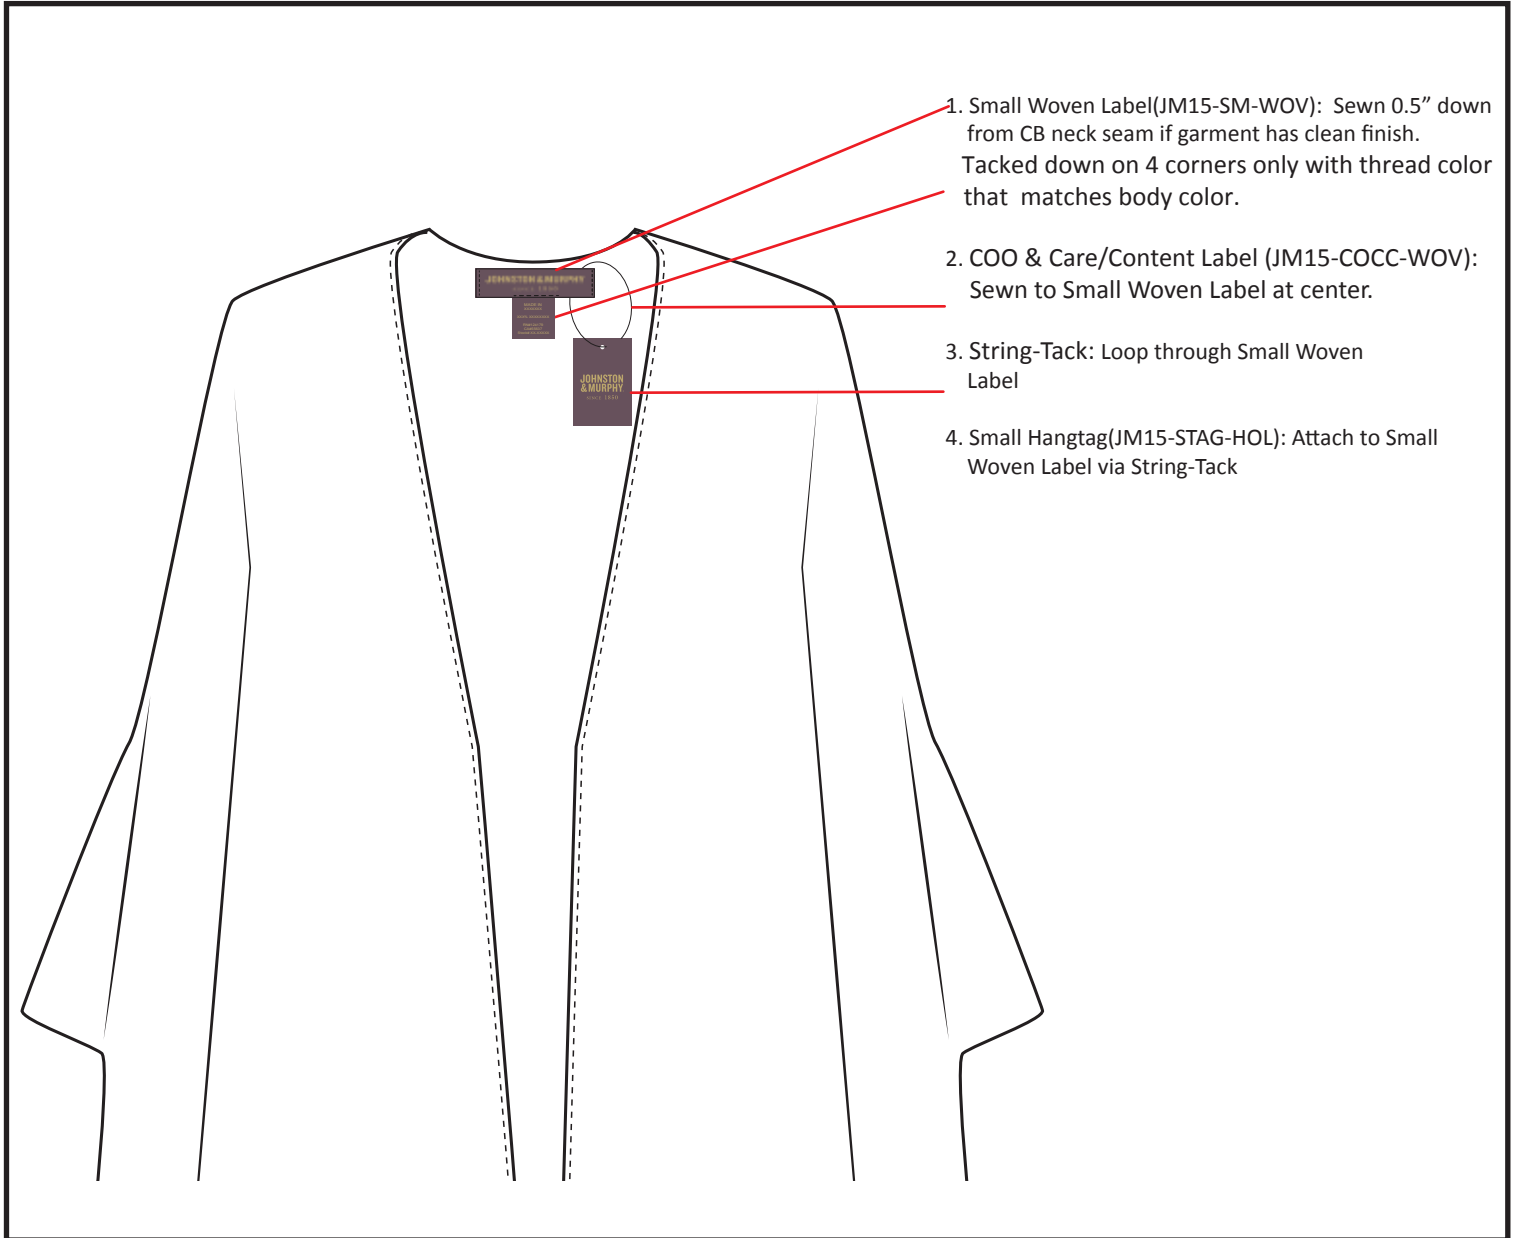 1. Small Woven Label(JM15-SM-WOV):  Sewn 0.5” down
from CB neck seam if garment has clean finish.
Tacked down on 4 corners only with thread color
that  matches body color.
2. COO & Care/Content Label (JM15-COCC-WOV):
Sewn to Small Woven Label at center.
3. String-Tack: Loop through Small Woven
Label
4. Small Hangtag(JM15-STAG-HOL): Attach to Small
Woven Label via String-Tack
JOHNSTON & MURPHY
JOHNSTON
& MURPHY
SINCE 1850